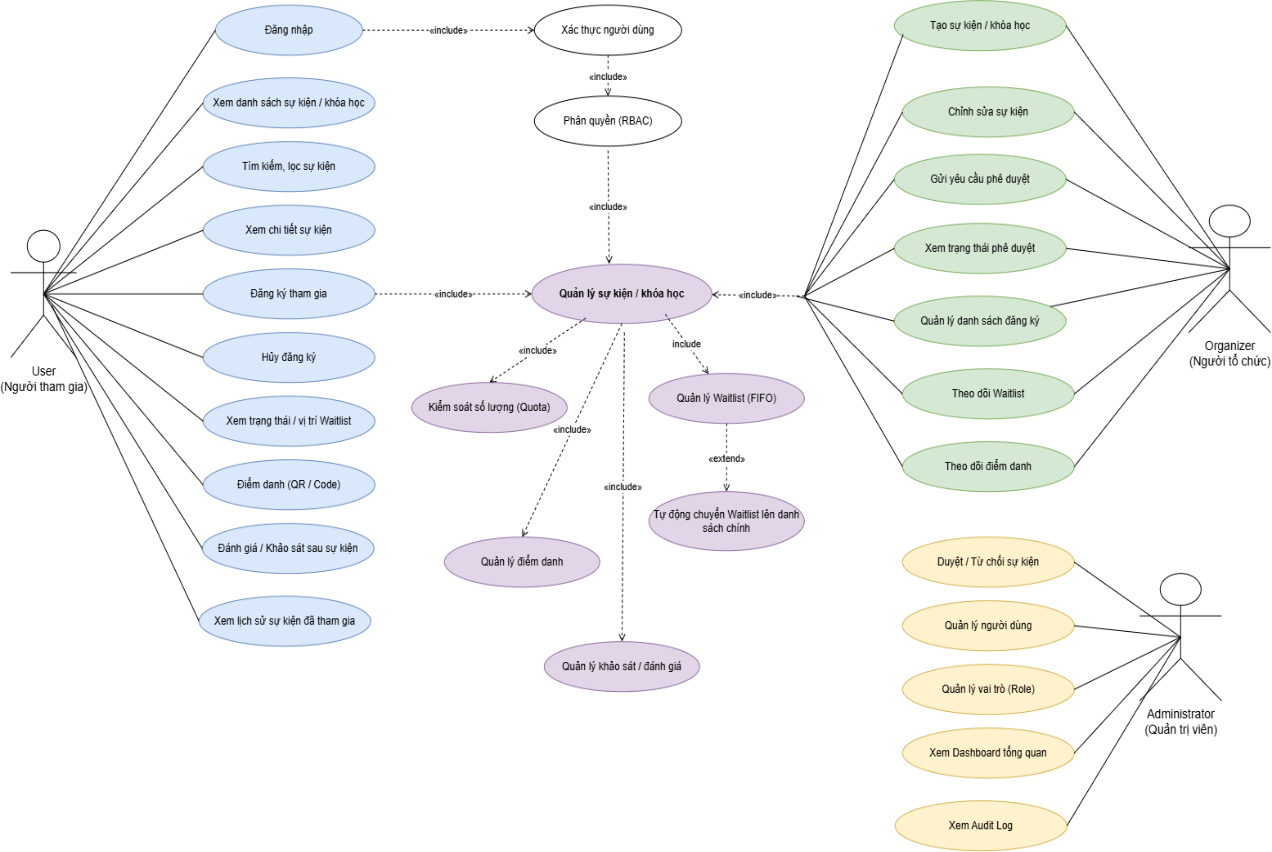 Đăng nhập
«include»
Xác thực người dùng
Tạo sự kiện / khóa học
«include»
Xem danh sách sự kiện / khóa học
Phân quyền (RBAC)
Chỉnh sửa sự kiện
Tìm kiếm, lọc sự kiện
Gửi yêu cầu phê duyệt
«include»
Xem chi tiết sự kiện
Xem trạng thái phê duyệt
Đăng ký tham gia
«include»
Quản lý sự kiện / khóa học
«include»
Quản lý danh sách đăng ký
User
(Người tham gia)
Organizer
(Người tổ chức)
Hủy đăng ký
«include»
include
Kiểm soát số lượng (Quota)
Quản lý Waitlist (FIFO)
Theo dõi Waitlist
Xem trạng thái / vị trí Waitlist
«include»
«extend»
Theo dõi điểm danh
Điểm danh (QR / Code)
«include»
Tự động chuyển Waitlist lên danh
sách chính
Đánh giá / Khảo sát sau sự kiện
Quản lý điểm danh
Duyệt / Từ chối sự kiện
Xem lịch sử sự kiện đã tham gia
Quản lý người dùng
Quản lý khảo sát / đánh giá
Quản lý vai trò (Role)
Administrator
(Quản trị viên)
Xem Dashboard tổng quan
Xem Audit Log